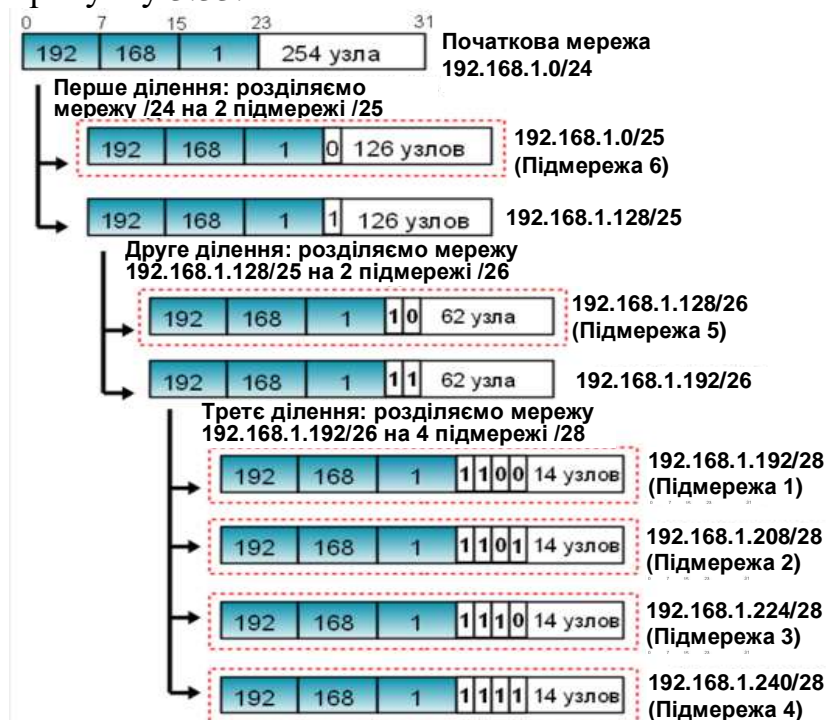 0 7 15 23 31
192 168 1 254 узла
Початкова мережа
192.168.1.0/24
Перше ділення: розділяємо
мережу /24 на 2 підмережі /25
192 168 1 0 126 узлов
192.168.1.0/25
(Підмережа 6)
192 168 1 1 126 узлов 192.168.1.128/25
Друге ділення: розділяємо мережу
192.168.1.128/25 на 2 підмережі /26
192 168 1 1 0 62 узла
192.168.1.128/26
(Підмережа 5)
192 168 1 1 1 62 узла 192.168.1.192/26
Третє ділення: розділяємо мережу
192.168.1.192/26 на 4 підмережі /28
192 168 1 1 1 0 0 14 узлов
192.168.1.192/28
(Підмережа 1)
192 168 1 1 1 0 1 14 узлов
192.168.1.208/28
(Підмережа 2)
192 168 1 1 1 1 0 14 узлов
192.168.1.224/28
(Підмережа 3)
192 168 1 1 1 1 1 14 узлов
192.168.1.240/28
(Підмережа 4)